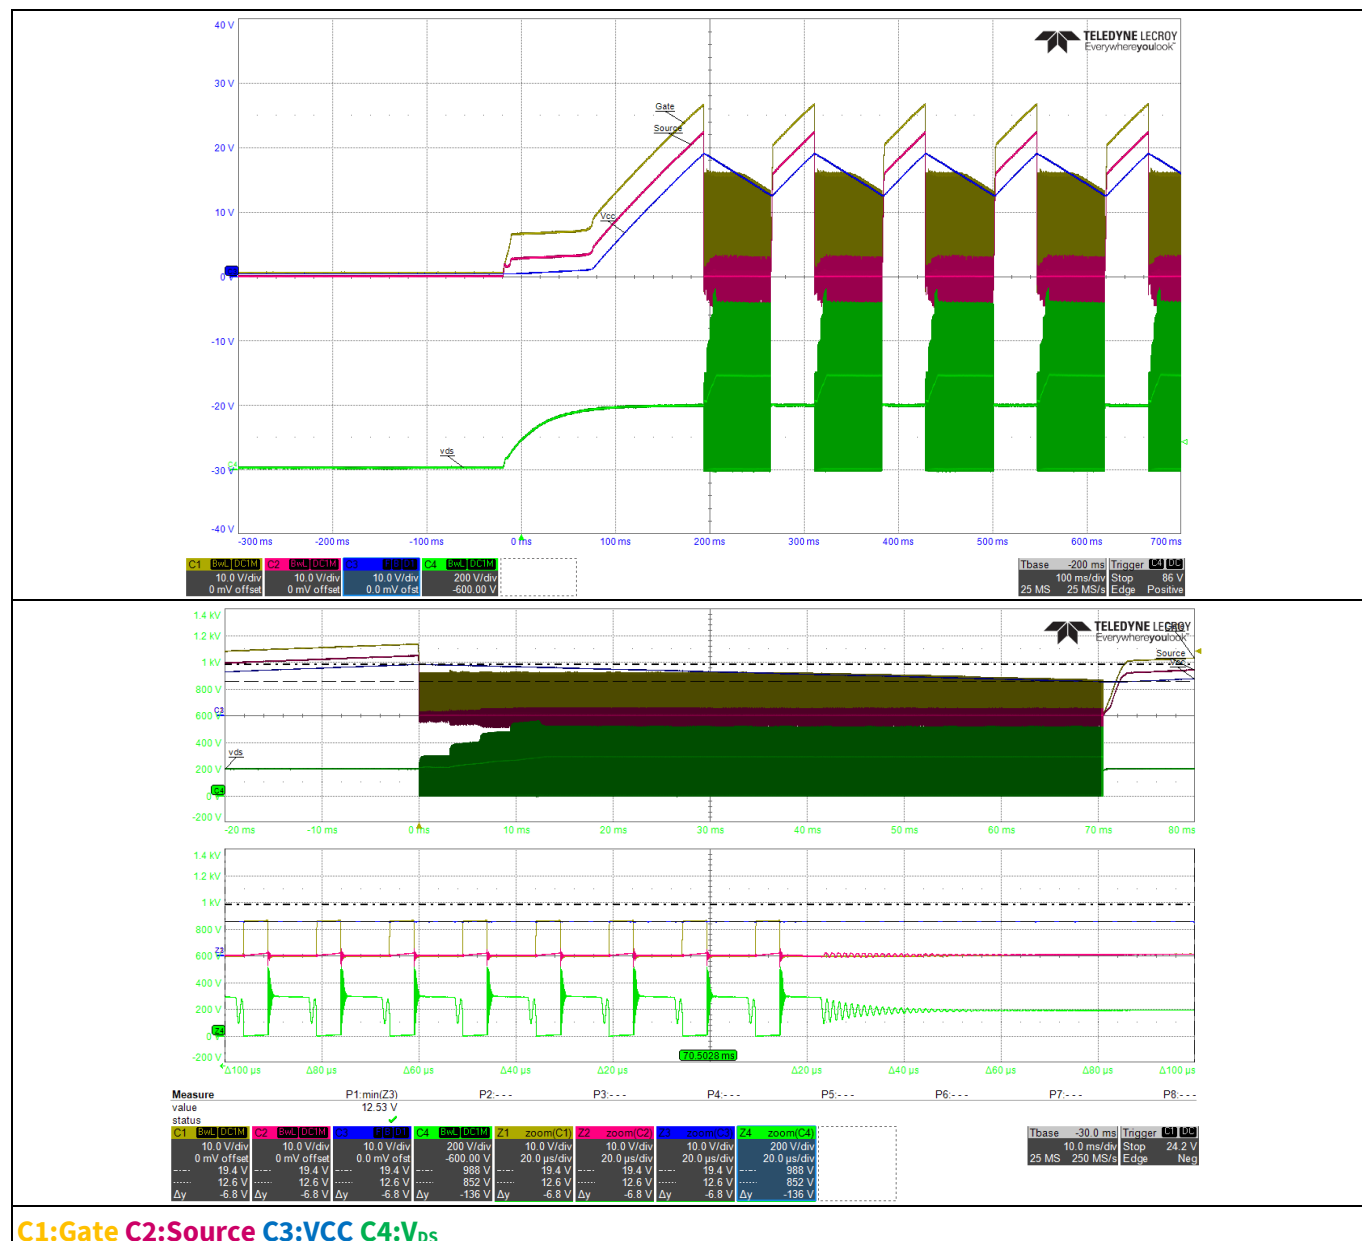 40 V
TELEDYNE LECROY
Everywhereyoulook
30 V
Gate
Source
20 V
Vcc
10 V
0 V
-10 V
-20 V
vds
C4
-30 V
-40 V
-300 ms -200 ms -100 ms 0 ms 100 ms 200 ms 300 ms 400 ms 500 ms 600 ms 700 ms
C1 BwL DC1M C2 BwL DC1M C4 BwL DC1M Tbase -200 ms Trigger C4 DC
10.0 V/div 10.0 V/div 10.0 V/div 200 V/div 100 ms/div Stop 86 V
0 mV offset 0 mV offset 0.0 mV ofst -600.00 V 25 MS 25 MS/s Edge Positive
1.4 kV
1.2 kV
TELEDYNE LECROY
Everywhereyoulook
Source
1 kV
800 V
600 V
400 V
vds
200 V
C4
0 V
-200 V
-20 ms -10 ms 0 ms 10 ms 20 ms 30 ms 40 ms 50 ms 60 ms 70 ms 80 ms
1.4 kV
1.2 kV
1 kV
800 V
Z3
600 V
400 V
200 V
Z4
0 V
-200 V
70.5028 ms
Δ100 µs Δ80 µs Δ60 µs Δ40 µs Δ20 µs Δ20 µs Δ40 µs Δ60 µs Δ80 µs Δ100 µs
Measure P1:min(Z3) P2:- - - P3:- - - P4:- - - P5:- - - P6:- - - P7:- - - P8:- - -
value 12.53 V
status
C1 BwL DC1M C2 BwL DC1M C4 BwL DC1M Z1 zoom(C1) Z2 zoom(C2) Z3 zoom(C3) Z4 zoom(C4) Tbase -30.0 ms Trigger C1 DC
10.0 V/div 10.0 V/div 10.0 V/div 200 V/div 10.0 V/div 10.0 V/div 10.0 V/div 200 V/div 10.0 ms/div Stop 24.2 V
0 mV offset 0 mV offset 0.0 mV ofst -600.00 V 20.0 µs/div 20.0 µs/div 20.0 µs/div 20.0 µs/div 25 MS 250 MS/s Edge Neg
19.4 V 19.4 V 19.4 V 988 V 19.4 V 19.4 V 19.4 V 988 V
12.6 V 12.6 V 12.6 V 852 V 12.6 V 12.6 V 12.6 V 852 V
Δy -6.8 V Δy -6.8 V Δy -6.8 V Δy -136 V Δy -6.8 V Δy -6.8 V Δy -6.8 V Δy -136 V
C1:Gate C2:Source C3:VCC C4:VDS